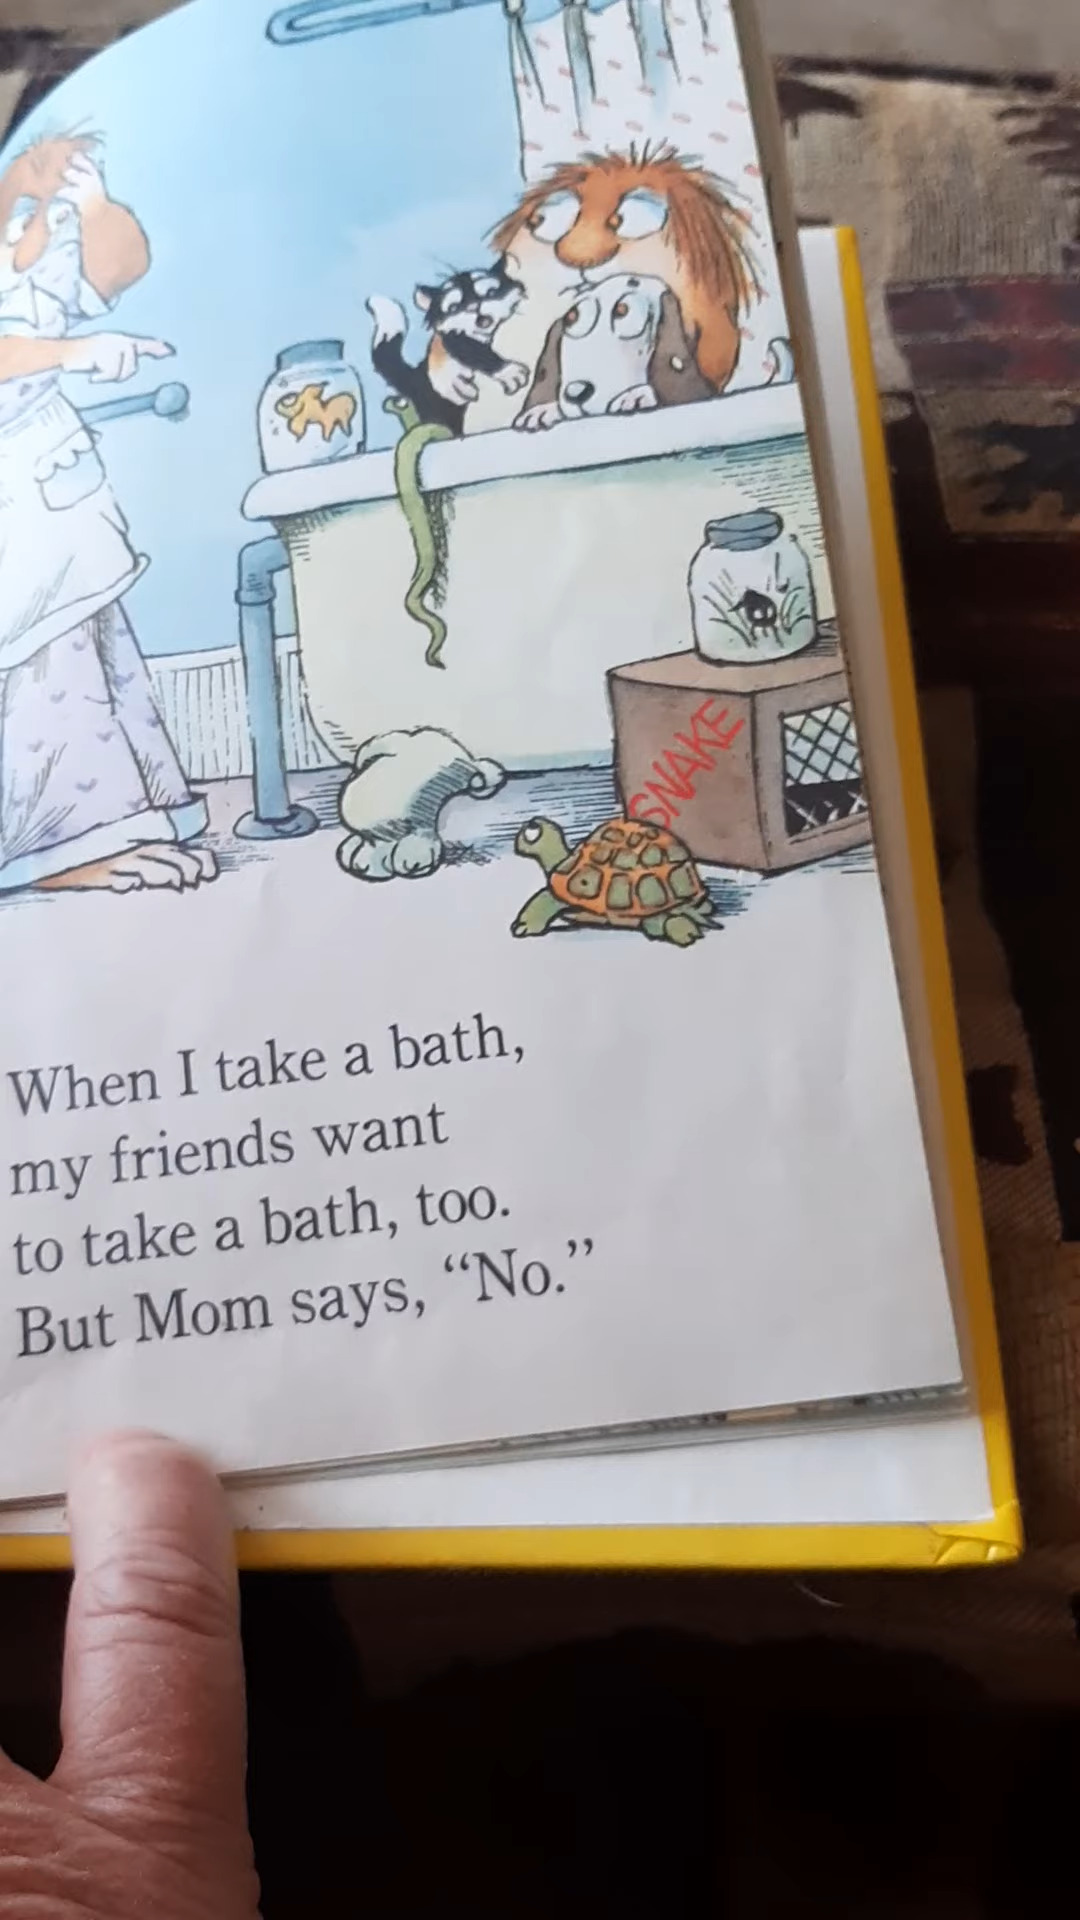 SNAKE
When I take a bath,
my friends want
to take a bath, too.
But Mom says, “No.”